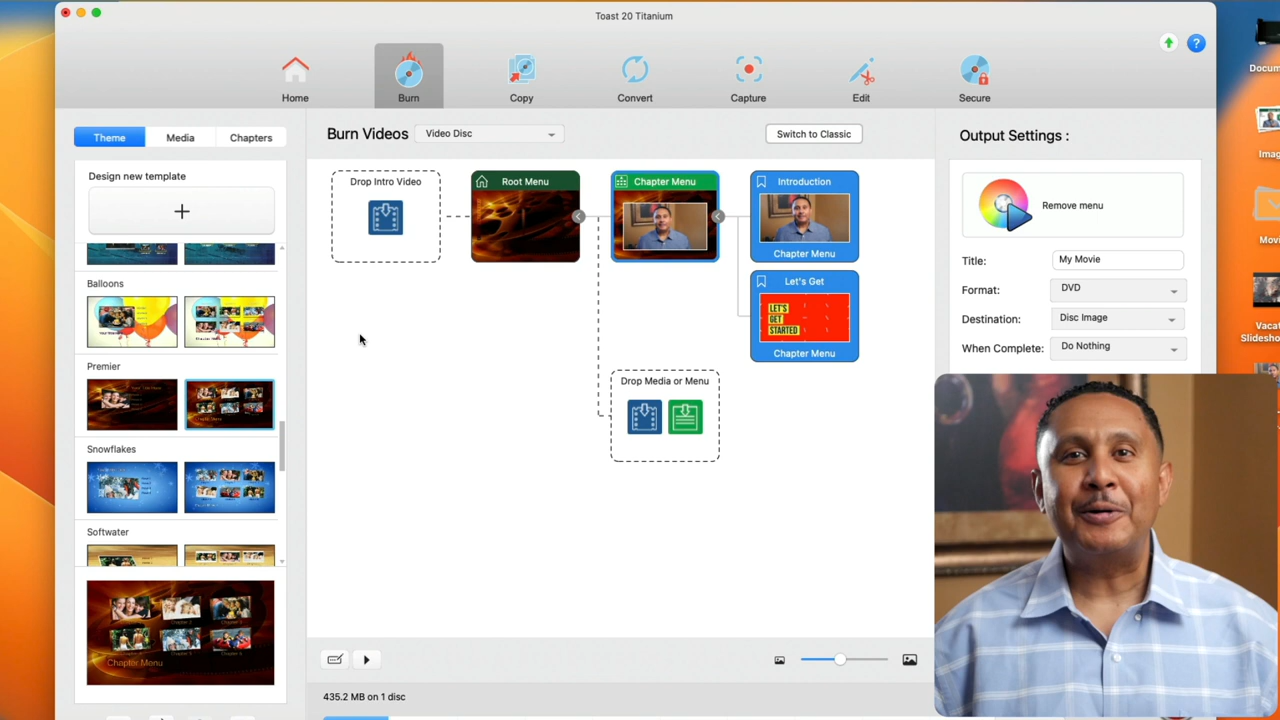 Toast 20 Titanium
Home
Burn
Copy
Convert
Capture
Edit
Secure
?
Docum
Imag
Movi
Vacat
Slidesho
Theme
Media
Chapters
Design new template
Balloons
Premier
Snowflakes
Softwater
Chapter Menu
Burn Videos
Video Disc
Switch to Classic
Drop Intro Video
Root Menu
Chapter Menu
Introduction
Chapter Menu
Let's Get
LET'S
GET
STARTED
Chapter Menu
Drop Media or Menu
435.2 MB on 1 disc
Output Settings :
Remove menu
Title:
My Movie
Format:
DVD
Destination:
Disc Image
When Complete:
Do Nothing